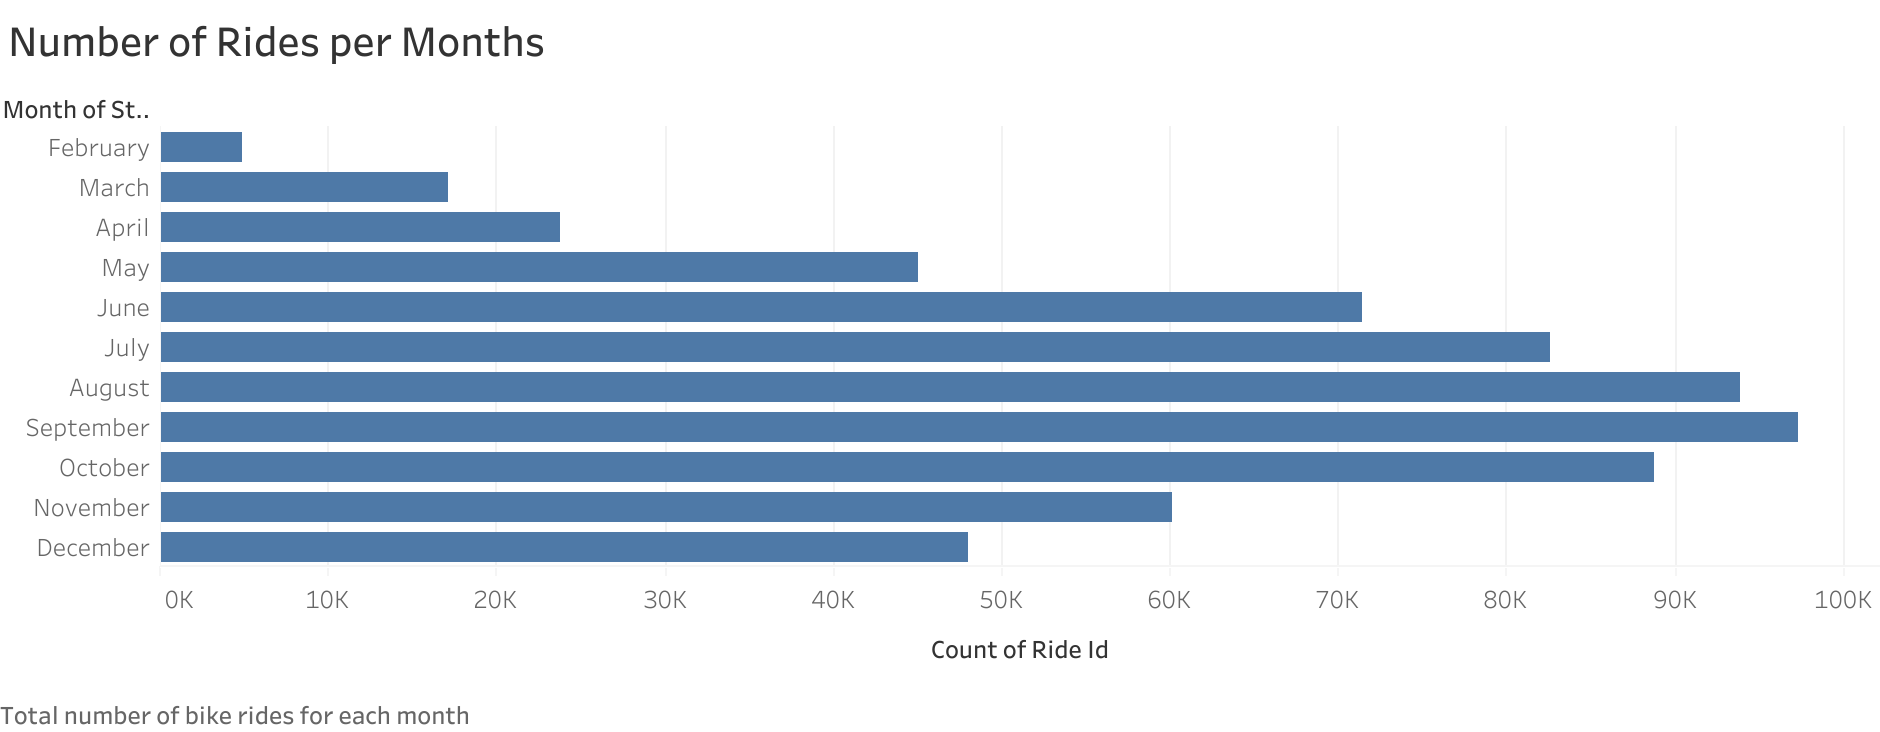 Number of Rides per Months
Month of St..
February
March
April
May
June
July
August
September
October
November
December
0K 10K 20K 30K 40K 50K 60K 70K 80K 90K 100K
Count of Ride Id
Total number of bike rides for each month